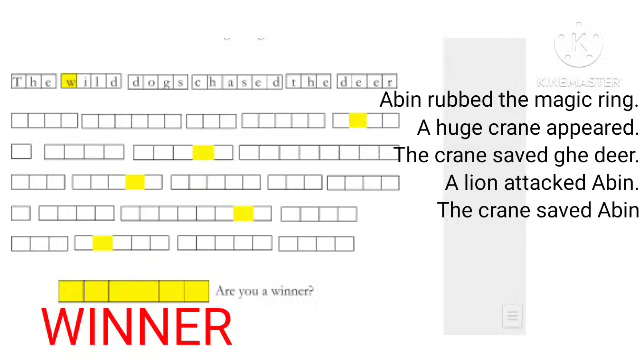 The wild dogs chased the deer
KINEMASTER
Abin rubbed the magic ring.
A huge crane appeared.
The crane saved ghe deer.
A lion attacked Abin.
The crane saved Abin
Are you a winner?
WINNER